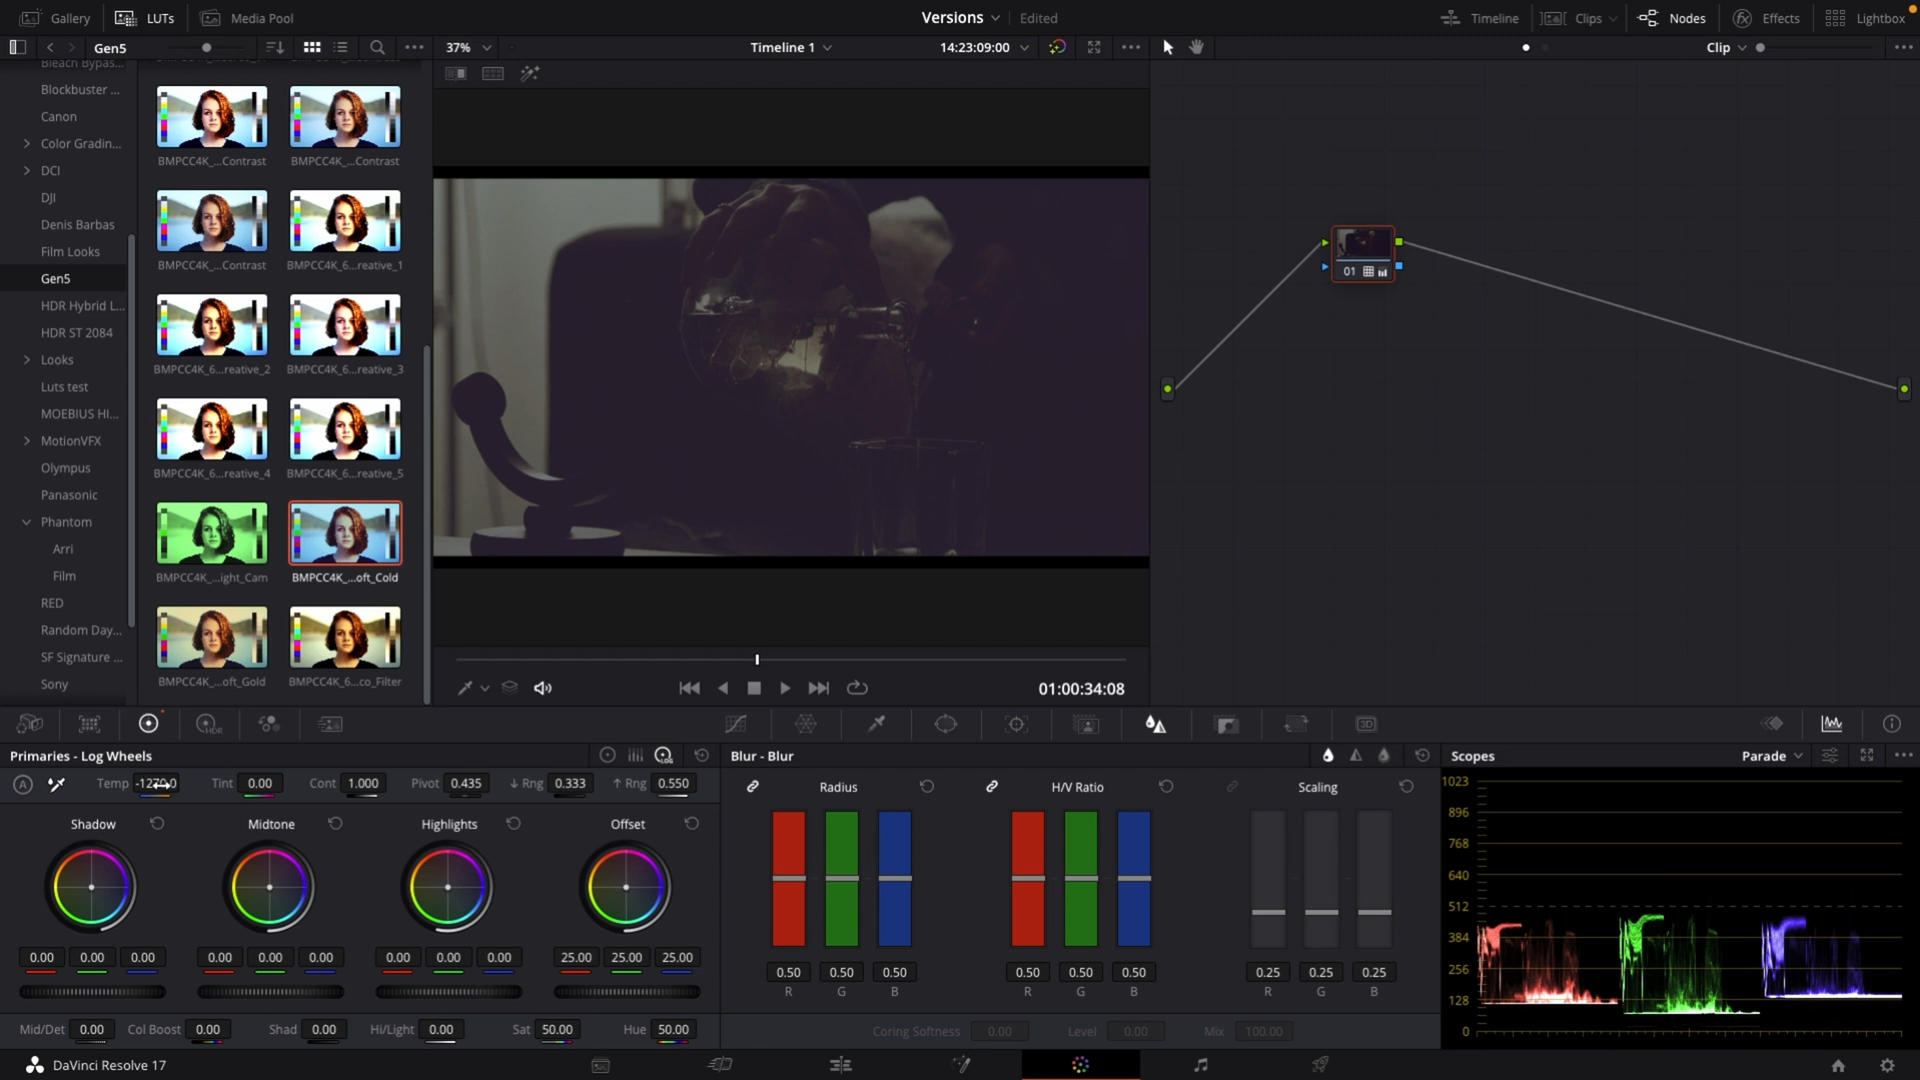 Gallery LUTs Media Pool Versions Edited Timeline Clips Nodes Effects Lightbox
Gen5 37% Timeline 1 14:23:09:00 Clip
Bleach Bypas...
Blockbuster ...
Canon
Color Gradin...
DCI
DJI
Denis Barbas
Film Looks
Gen5
HDR Hybrid L...
HDR ST 2084
Looks
Luts test
MOEBIUS HI...
MotionVFX
Olympus
Panasonic
Phantom
Arri
Film
RED
Random Day...
SF Signature ...
Sony
BMPCC4K_...Contrast BMPCC4K_...Contrast
BMPCC4K_...Contrast BMPCC4K_6...reative_1
BMPCC4K_6...reative_2 BMPCC4K_6...reative_3
BMPCC4K_6...reative_4 BMPCC4K_6...reative_5
BMPCC4K_...ight_Cam BMPCC4K_...oft_Cold
BMPCC4K_...oft_Gold BMPCC4K_6...co_Filter
01
01:00:34:08
HDR
3D
Primaries - Log Wheels
LOG
A Temp Tint 0.00 Cont 1.000 Pivot 0.435 ↓ Rng 0.333 ↑ Rng 0.550
Shadow Midtone Highlights Offset
0.00 0.00 0.00 0.00 0.00 0.00 0.00 0.00 0.00 25.00 25.00 25.00
Mid/Det 0.00 Col Boost 0.00 Shad 0.00 Hi/Light 0.00 Sat 50.00 Hue 50.00
Blur - Blur
Radius H/V Ratio Scaling
0.50 0.50 0.50 0.50 0.50 0.50 0.25 0.25 0.25
R G B R G B R G B
Coring Softness 0.00 Level 0.00 Mix 100.00
Scopes Parade
1023
896
768
640
512
384
256
128
0
DaVinci Resolve 17